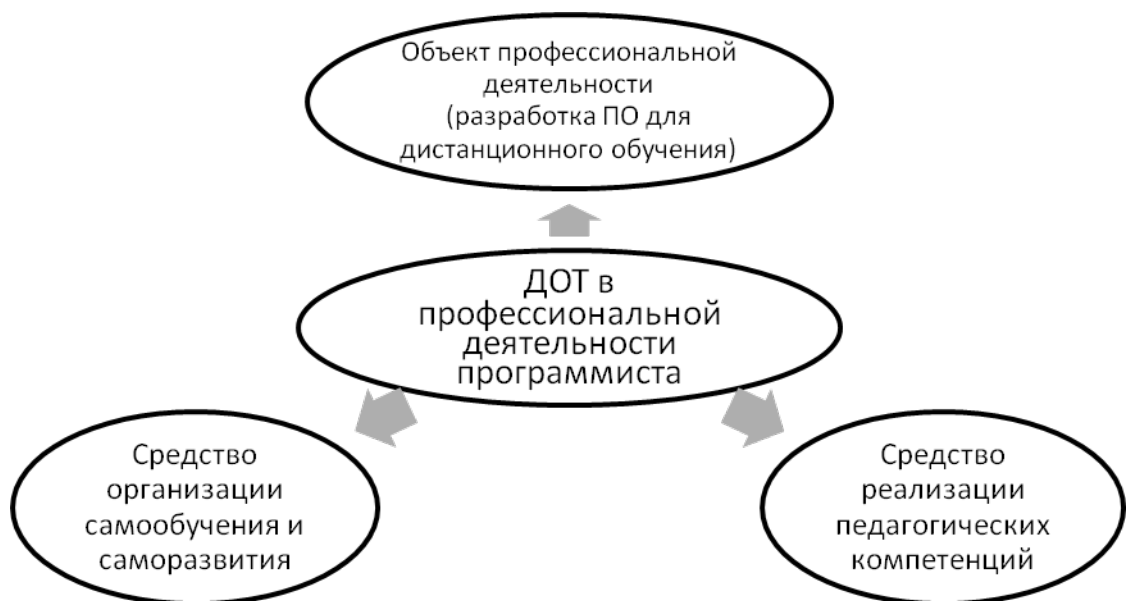 Объект профессиональной
деятельности
(разработка ПО для
дистанционного обучения)
ДОТ в
профессиональной
деятельности
программиста
Средство
организации
самообучения и
саморазвития
Средство
реализации
педагогических
компетенций